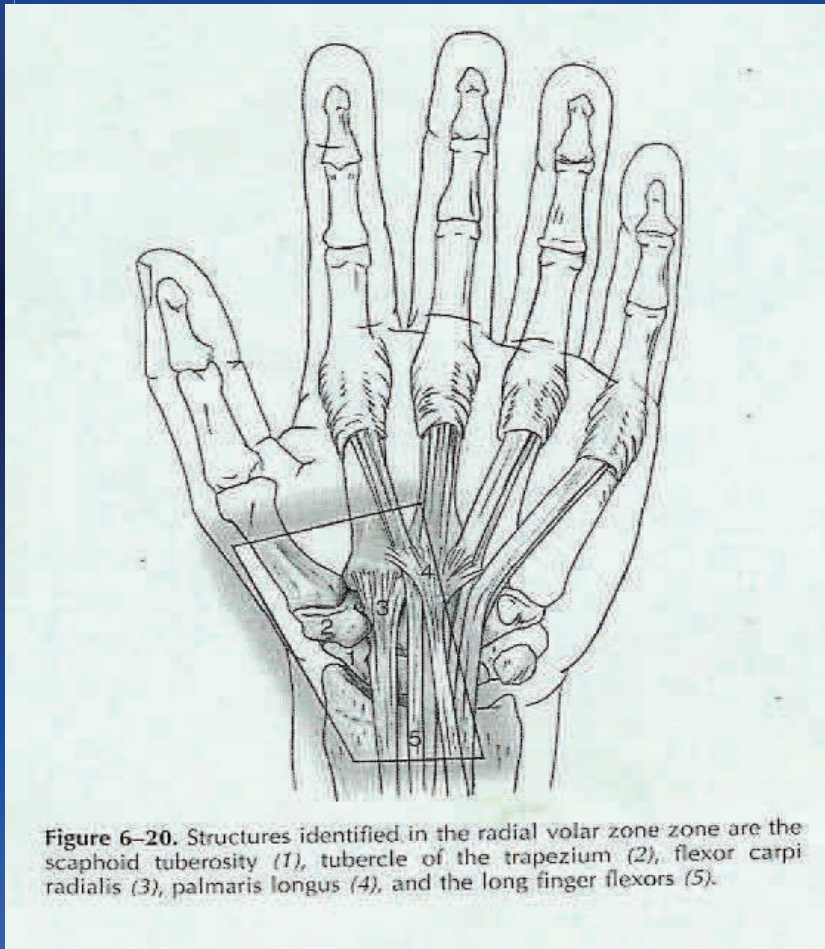 2
3
4
1
5
Figure 6–20. Structures identified in the radial volar zone zone are the
scaphoid tuberosity (1), tubercle of the trapezium (2), flexor carpi
radialis (3), palmaris longus (4), and the long finger flexors (5).